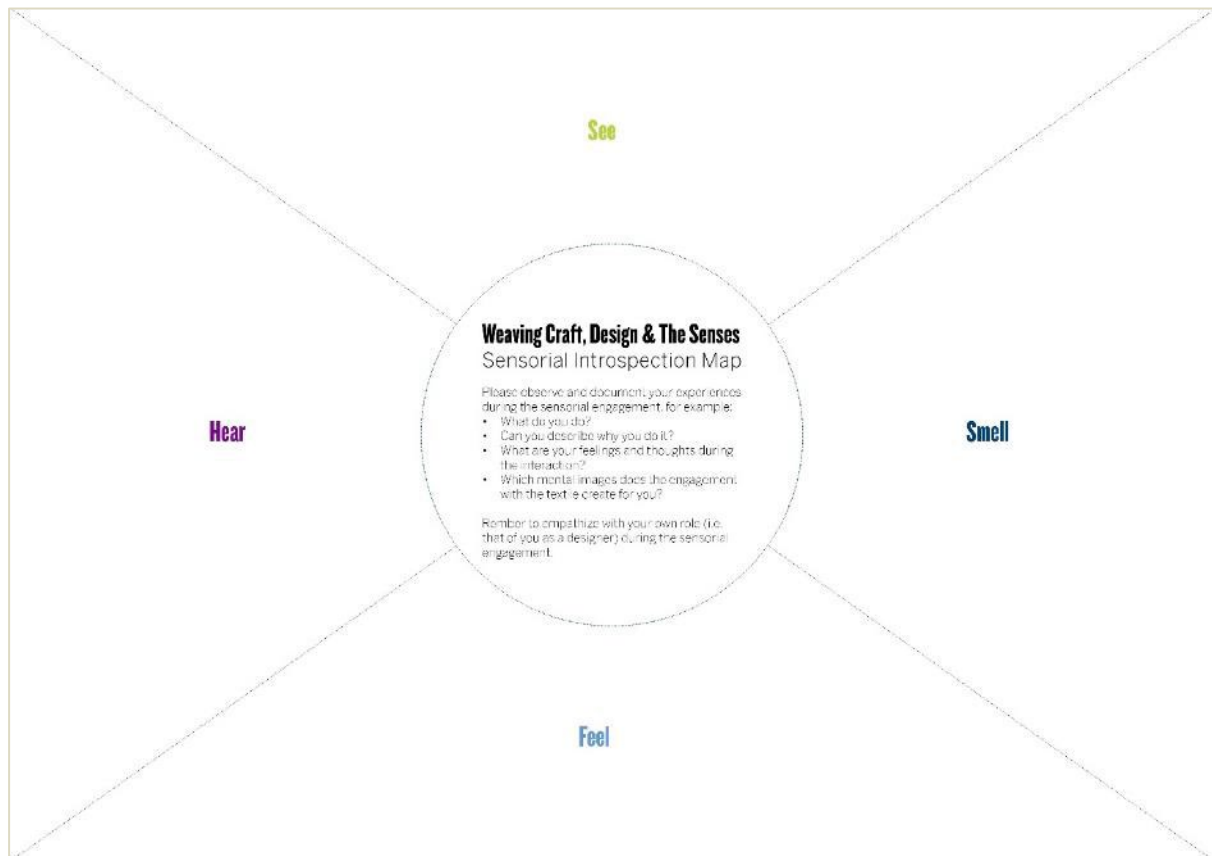 See
Weaving Craft, Design & The Senses
Sensorial Introspection Map
Please observe and document your experiences
during the sensorial engagement, for example:
• What do you do?
• Can you describe why you do it?
• What are your feelings and thoughts during
the interaction?
• Which mental images does the engagement
with the textile create for you?
Rember to empathize with your own role (i.e.
that of you as a designer) during the sensorial
engagement.
Hear
Smell
Feel